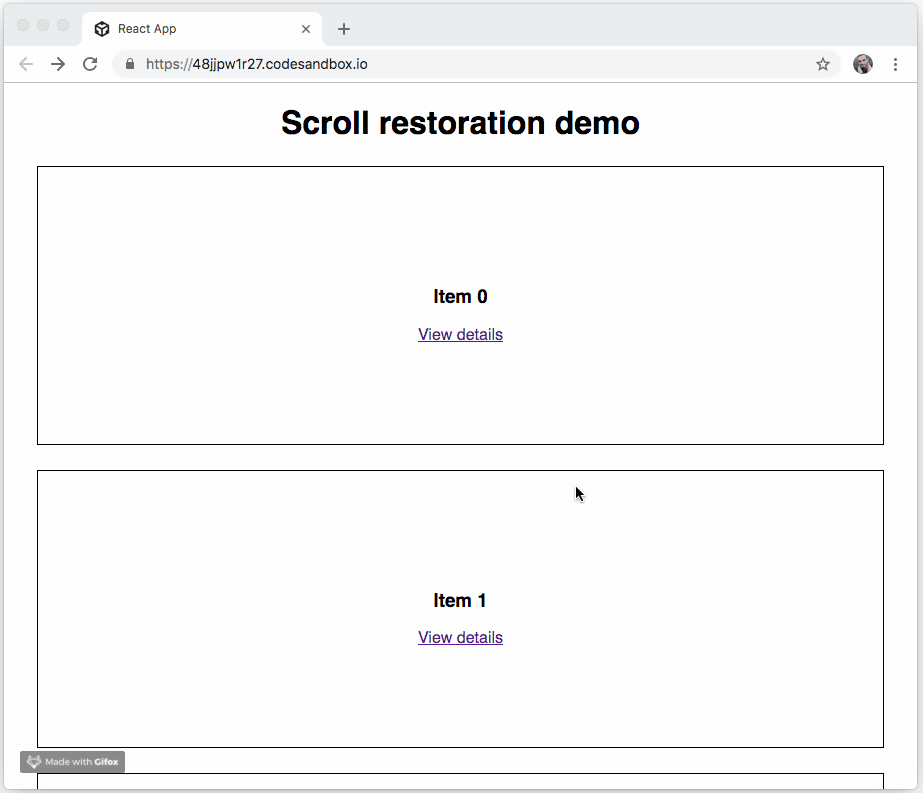 React App
https://48jjpw1r27.codesandbox.io
Scroll restoration demo
Item 0
View details
Item 1
View details
Made with Gifox